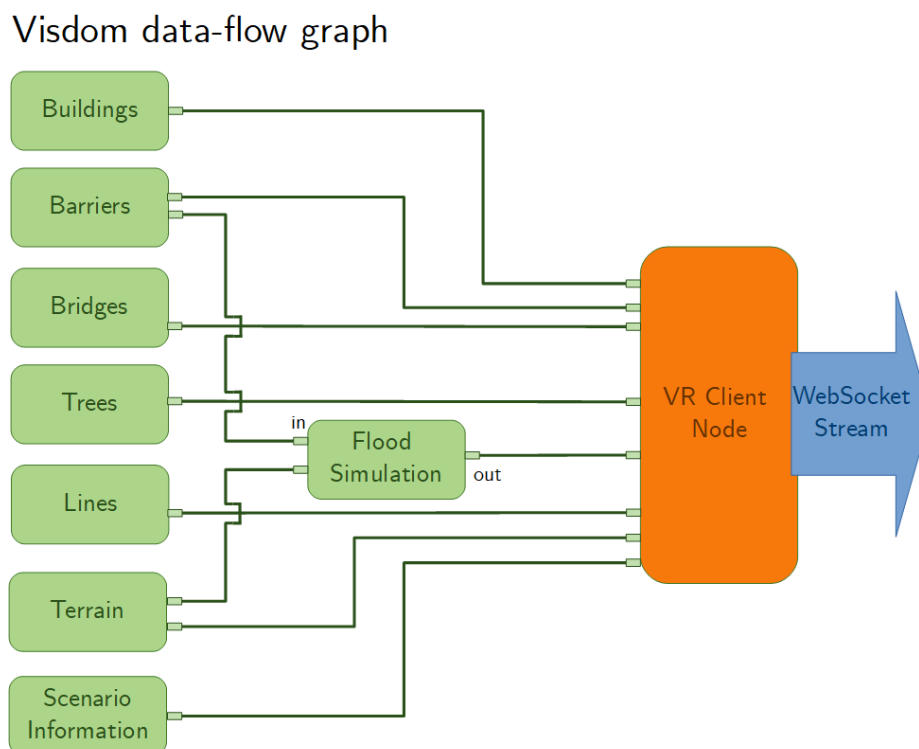 Visdom data-flow graph
Buildings
Barriers
Bridges
Trees
Lines
Terrain
Scenario
Information
in
Flood
Simulation
out
VR Client
Node
WebSocket
Stream